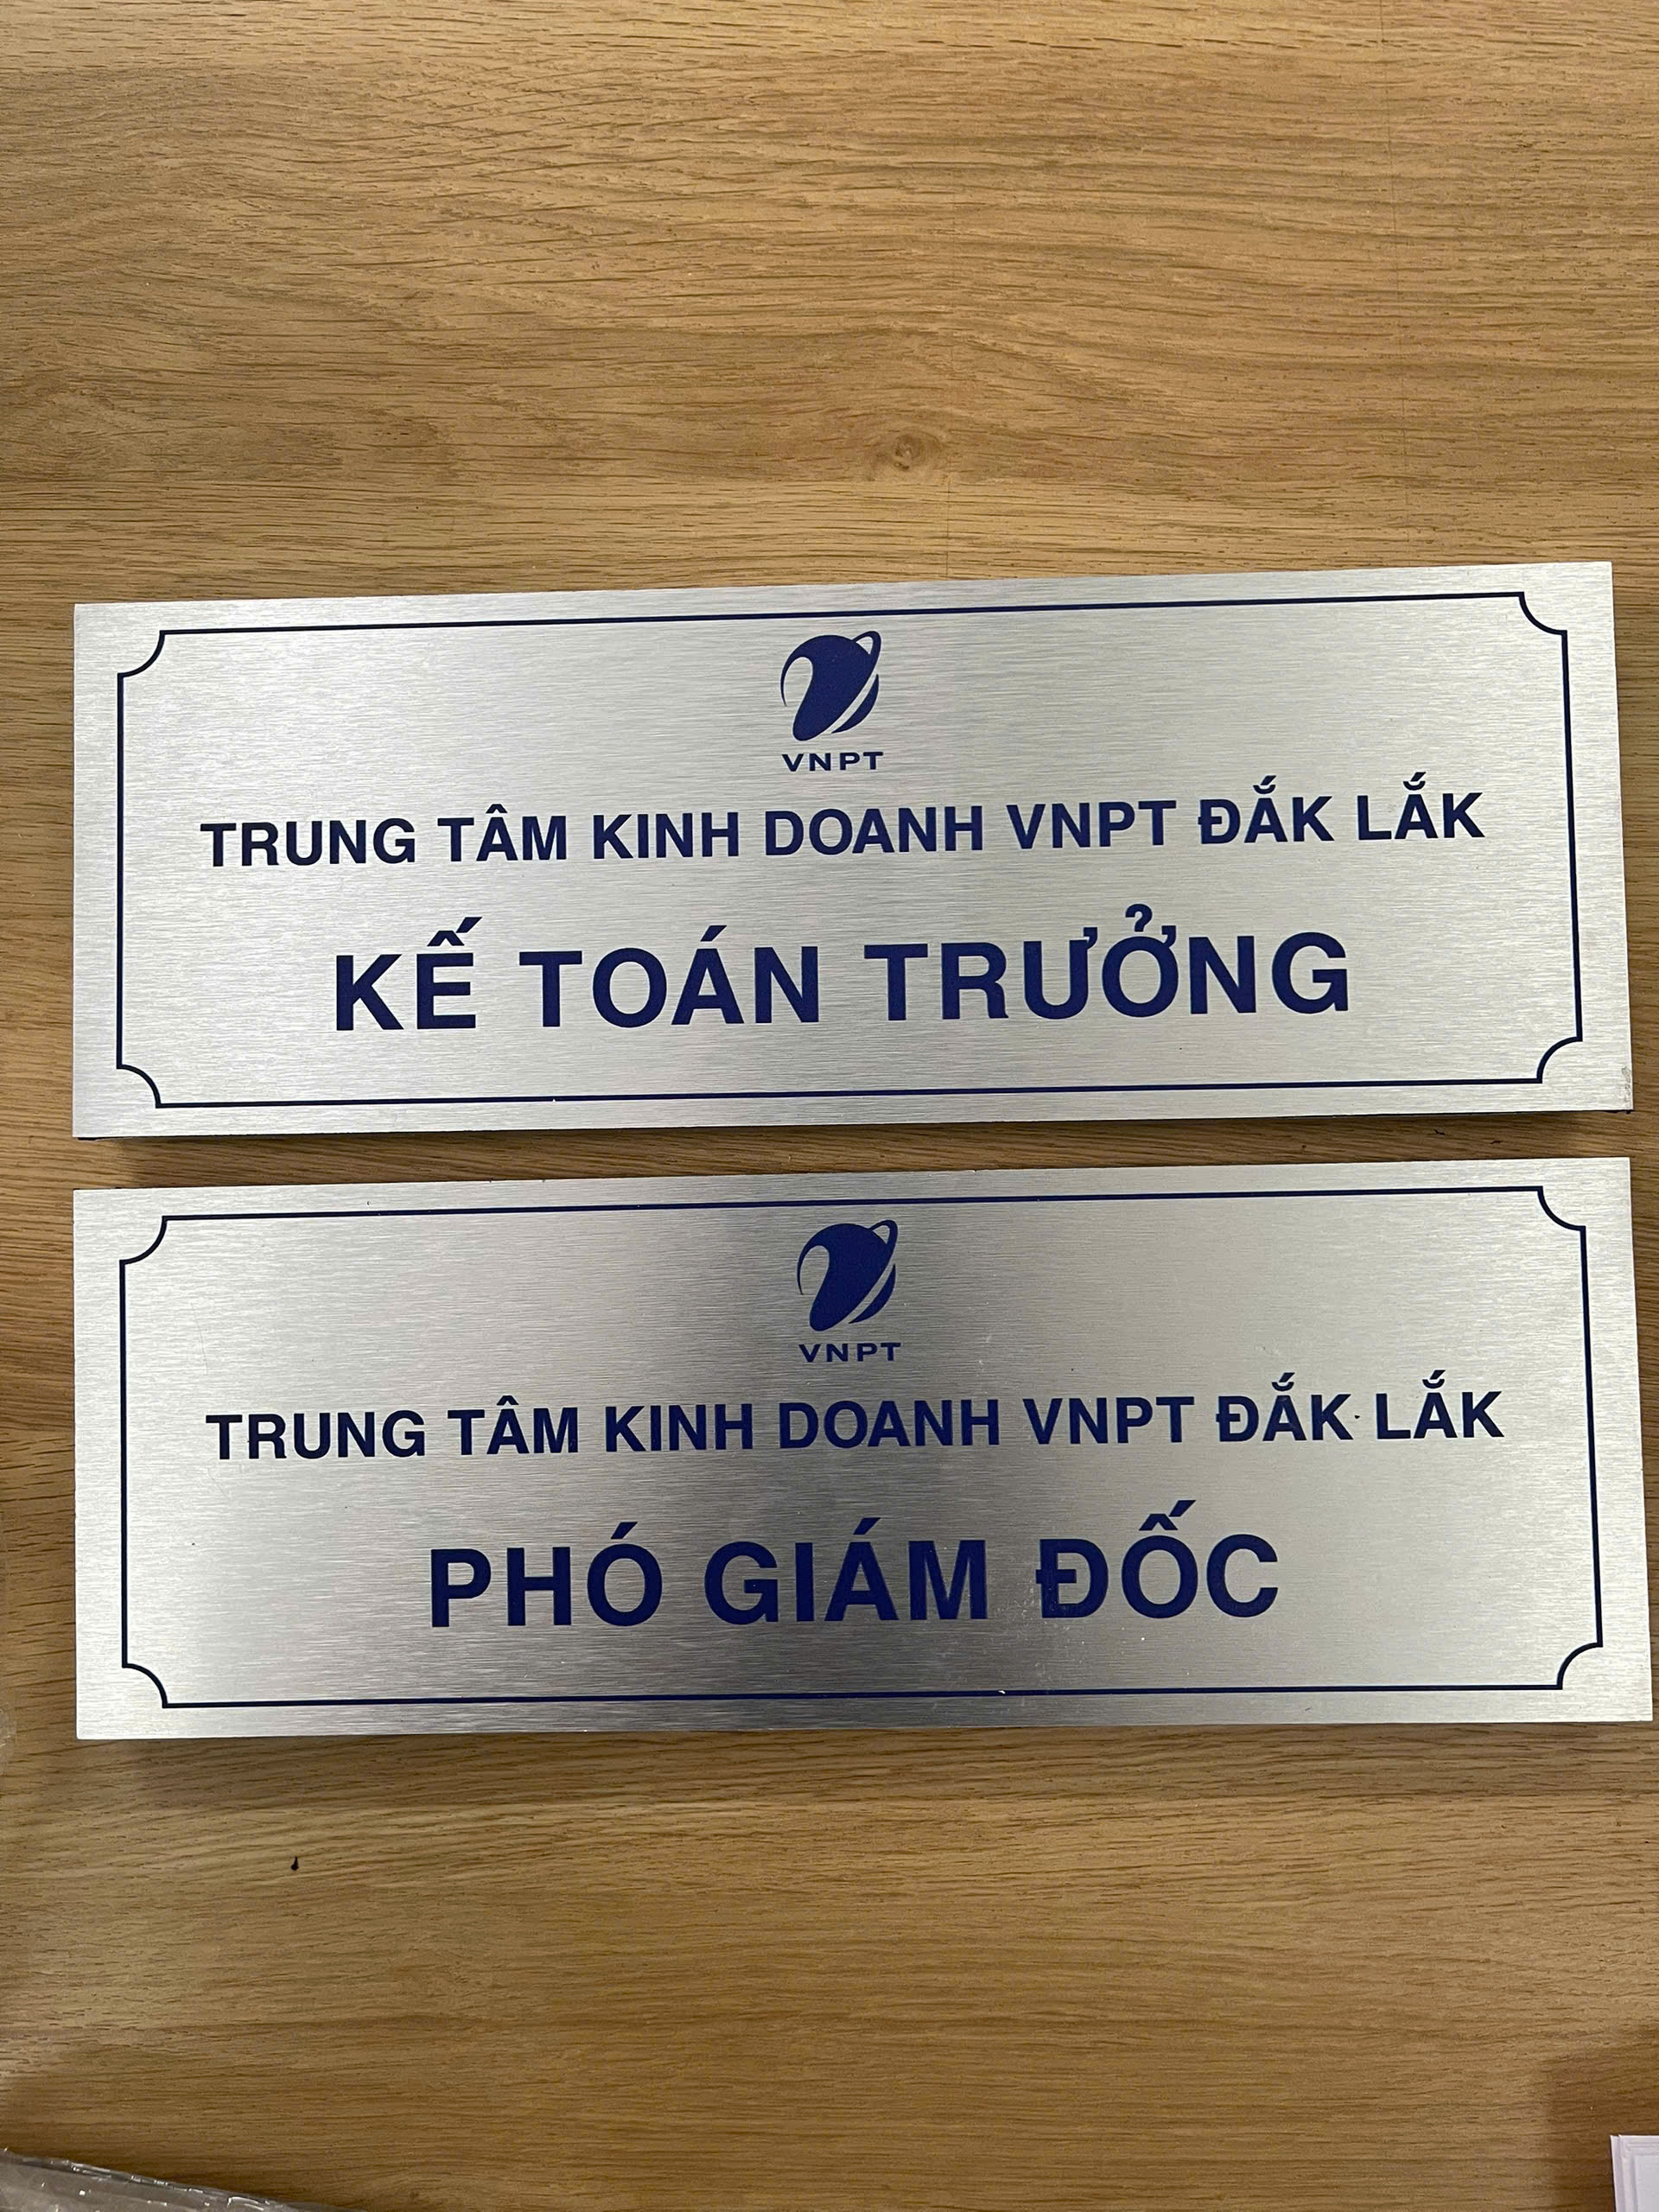 VNPT
TRUNG TÂM KINH DOANH VNPT ĐẮK LẮK
KẾ TOÁN TRƯỞNG
VNPT
TRUNG TÂM KINH DOANH VNPT ĐẮK LẮK
PHÓ GIÁM ĐỐC